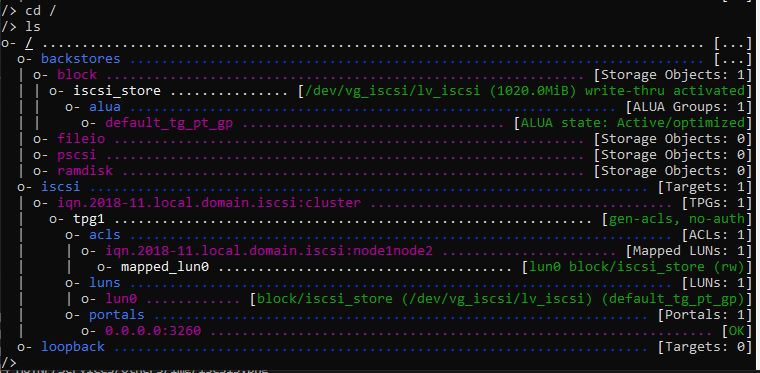 /> cd /
/> ls
o- / ......................................................................................... [...]
o- backstores .............................................................................. [...]
| o- block .................................................................. [Storage Objects: 1]
| | o- iscsi_store ............... [/dev/vg_iscsi/lv_iscsi (1020.0MiB) write-thru activated]
| | o- alua ................................................................... [ALUA Groups: 1]
| | o- default_tg_pt_gp ....................................... [ALUA state: Active/optimized]
| o- fileio ................................................................. [Storage Objects: 0]
| o- pscsi .................................................................. [Storage Objects: 0]
| o- ramdisk ................................................................ [Storage Objects: 0]
o- iscsi ............................................................................ [Targets: 1]
| o- iqn.2018-11.local.domain.iscsi:cluster ............................................ [TPGs: 1]
| o- tpg1 .................................................................. [gen-acls, no-auth]
| o- acls .......................................................................... [ACLs: 1]
| | o- iqn.2018-11.local.domain.iscsi:node1node2 ........................... [Mapped LUNs: 1]
| | o- mapped_lun0 ..................................... [lun0 block/iscsi_store (rw)]
| o- luns .......................................................................... [LUNs: 1]
| | o- lun0 ............ [block/iscsi_store (/dev/vg_iscsi/lv_iscsi) (default_tg_pt_gp)]
| o- portals .................................................................... [Portals: 1]
| o- 0.0.0.0:3260 ..................................................................... [OK]
o- loopback ......................................................................... [Targets: 0]
/>